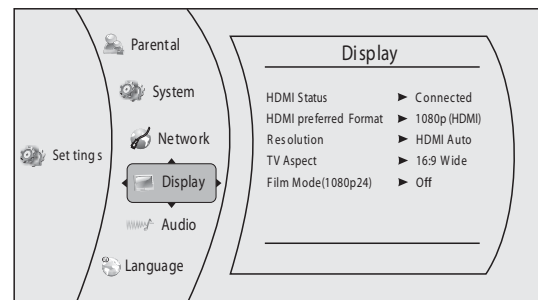 Settings
Parental
System
Network
Display
Audio
Language
Display
HDMI Status ► Connected
HDMI preferred Format ► 1080p (HDMI)
Resolution ► HDMI Auto
TV Aspect ► 16:9 Wide
Film Mode(1080p24) ► Off